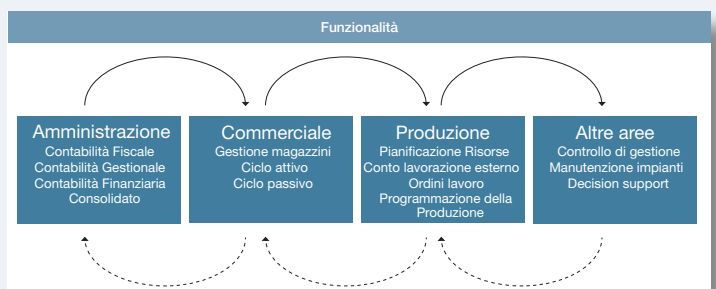 Funzionalità
Amministrazione
Contabilità Fiscale
Contabilità Gestionale
Contabilità Finanziaria
Consolidato
Commerciale
Gestione magazzini
Ciclo attivo
Ciclo passivo
Produzione
Pianificazione Risorse
Conto lavorazione esterno
Ordini lavoro
Programmazione della
Produzione
Altre aree
Controllo di gestione
Manutenzione impianti
Decision support